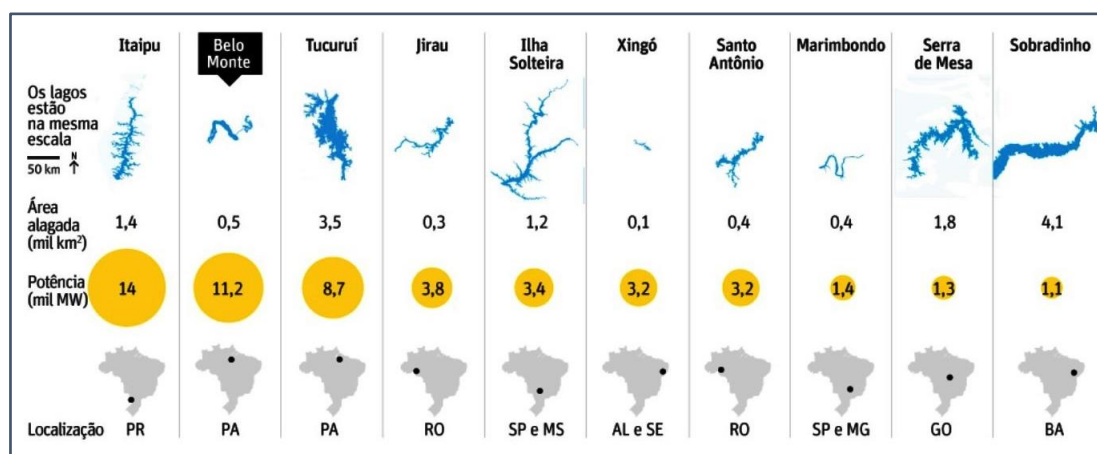 Itaipu Belo Monte Tucuruí Jirau Ilha Solteira Xingó Santo Antônio Marimbondo Serra de Mesa Sobradinho
Os lagos
estão
na mesma
escala
50 km N
Área
alagada
(mil km²)
1,4 0,5 3,5 0,3 1,2 0,1 0,4 0,4 1,8 4,1
Potência
(mil MW)
14 11,2 8,7 3,8 3,4 3,2 3,2 1,4 1,3 1,1
Localização PR PA PA RO SP e MS AL e SE RO SP e MG GO BA